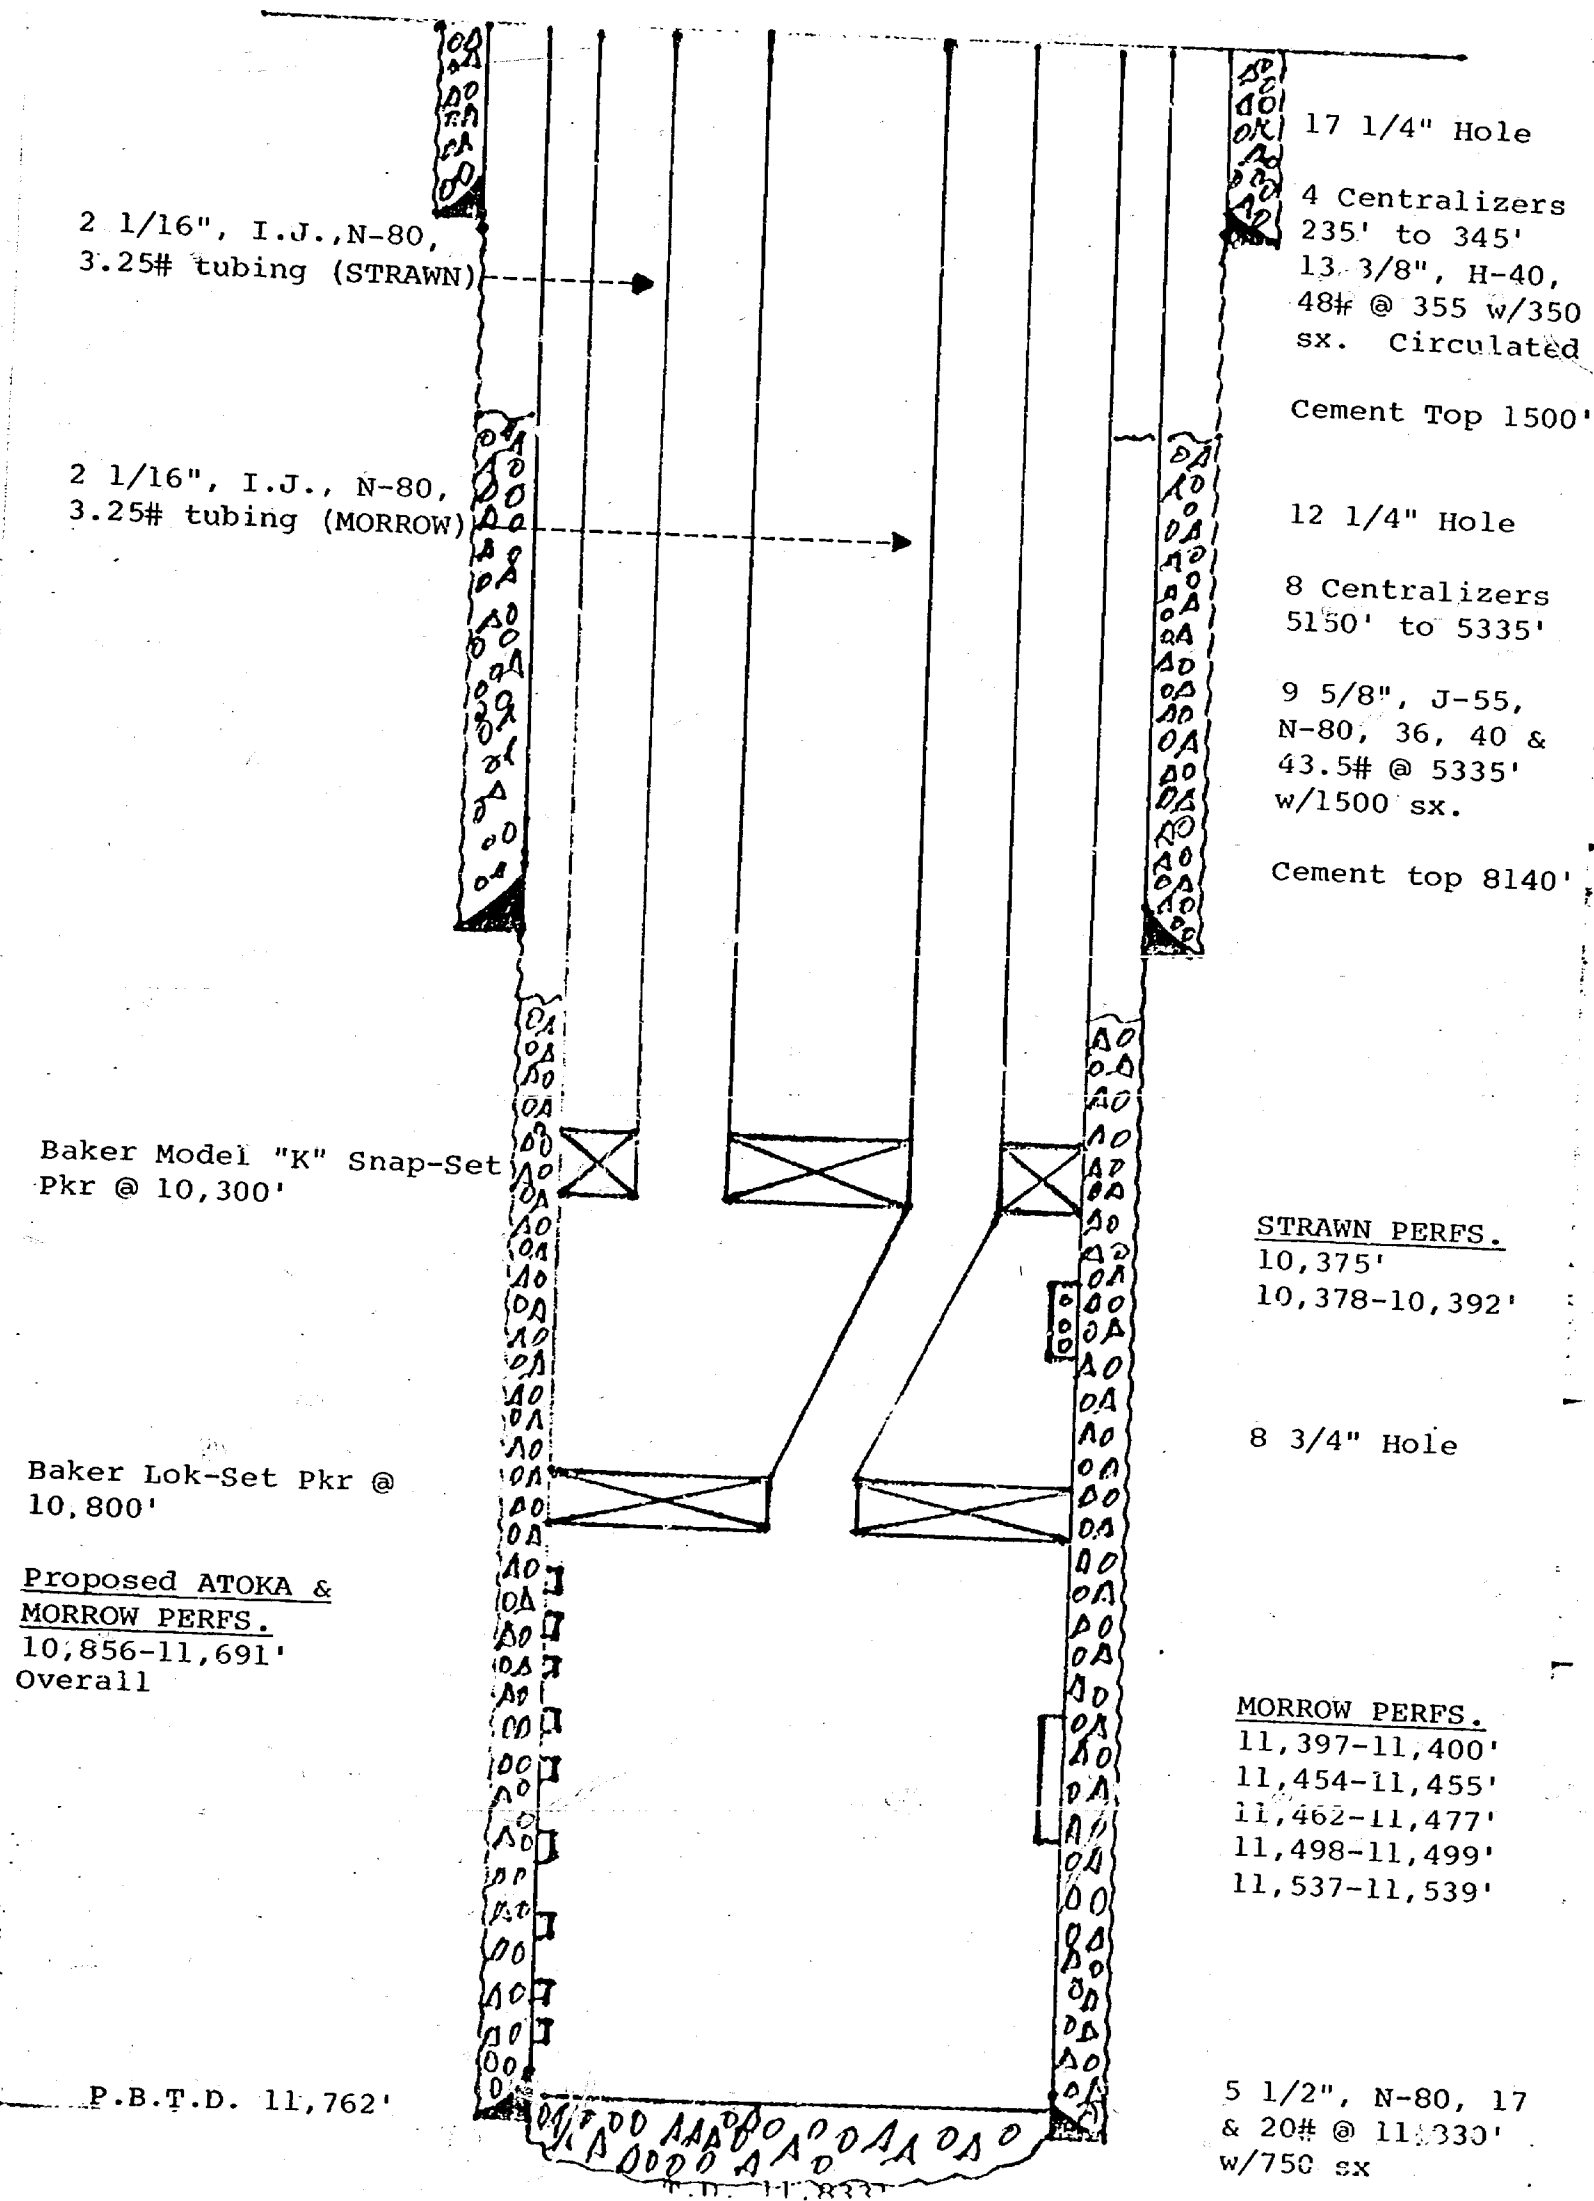 2 1/16", I.J.,N-80,
3.25# tubing (STRAWN)
2 1/16", I.J., N-80,
3.25# tubing (MORROW)
Baker Model "K" Snap-Set
Pkr @ 10,300'
Baker Lok-Set Pkr @
10,800'
Proposed ATOKA &
MORROW PERFS.
10,856-11,691'
Overall
P.B.T.D. 11,762'
17 1/4" Hole
4 Centralizers
235' to 345'
13 3/8", H-40,
48# @ 355 w/350
sx. Circulated
Cement Top 1500'
12 1/4" Hole
8 Centralizers
5150' to 5335'
9 5/8", J-55,
N-80, 36, 40 &
43.5# @ 5335'
w/1500 sx.
Cement top 8140'
STRAWN PERFS.
10,375'
10,378-10,392'
8 3/4" Hole
MORROW PERFS.
11,397-11,400'
11,454-11,455'
11,462-11,477'
11,498-11,499'
11,537-11,539'
5 1/2", N-80, 17
& 20# @
w/750 sx
T.D.